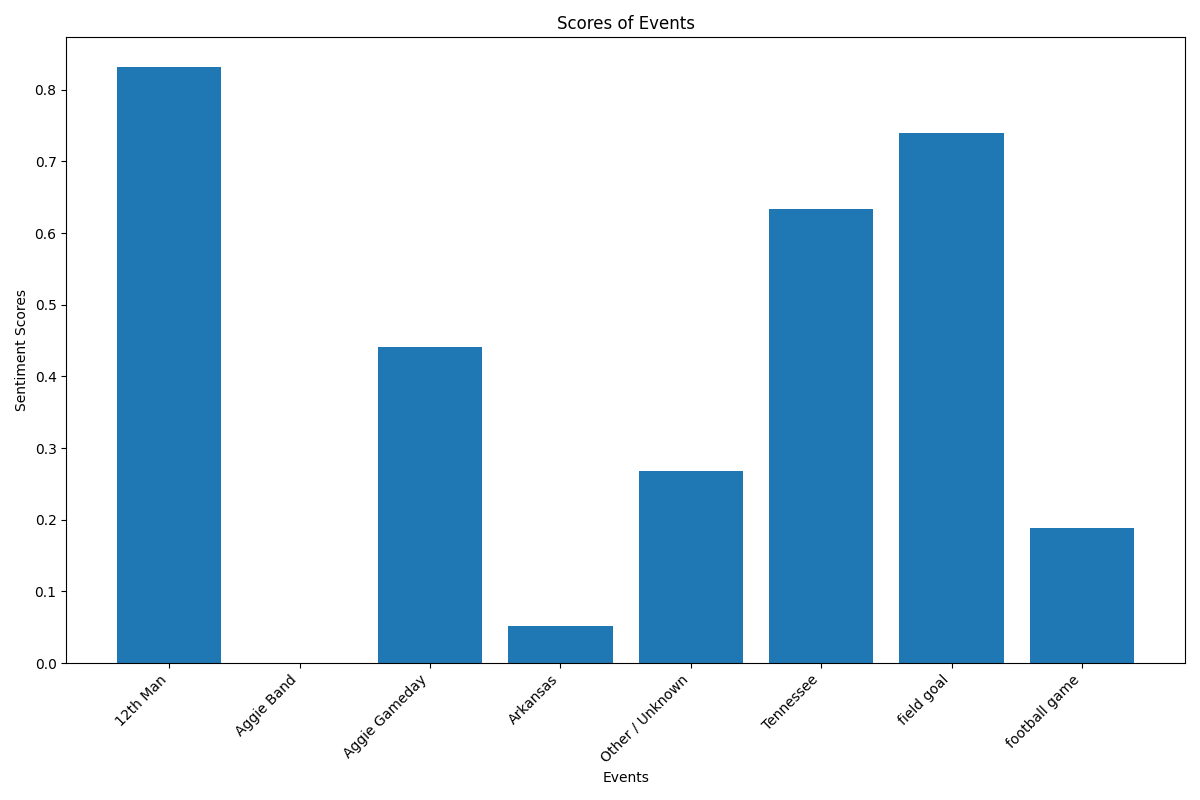 Scores of Events
Sentiment Scores
0.8
0.7
0.6
0.5
0.4
0.3
0.2
0.1
0.0
12th Man
Aggie Band
Aggie Gameday
Arkansas
Other / Unknown
Tennessee
field goal
football game
Events